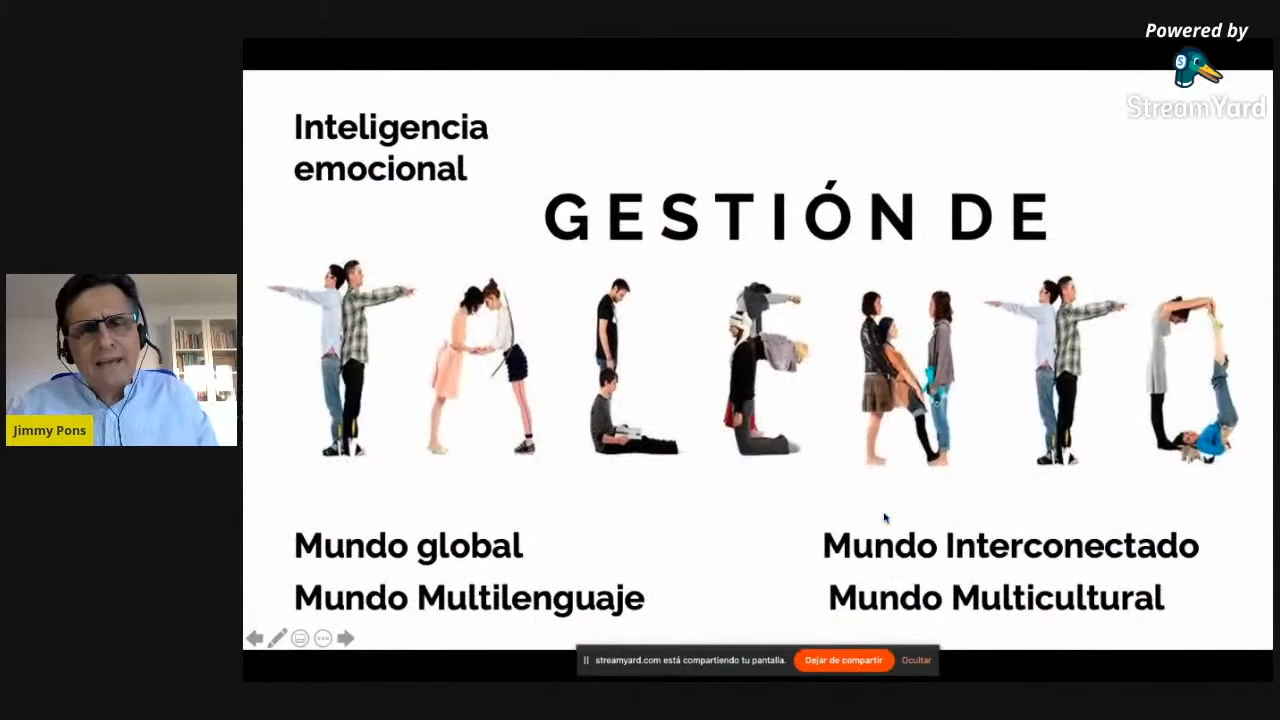 Powered by
StreamYard
Inteligencia
emocional
GESTIÓN DE
TALENTO
Jimmy Pons
Mundo global
Mundo Interconectado
Mundo Multilenguaje
Mundo Multicultural
streamyard.com está compartiendo tu pantalla.
Dejar de compartir
Ocultar